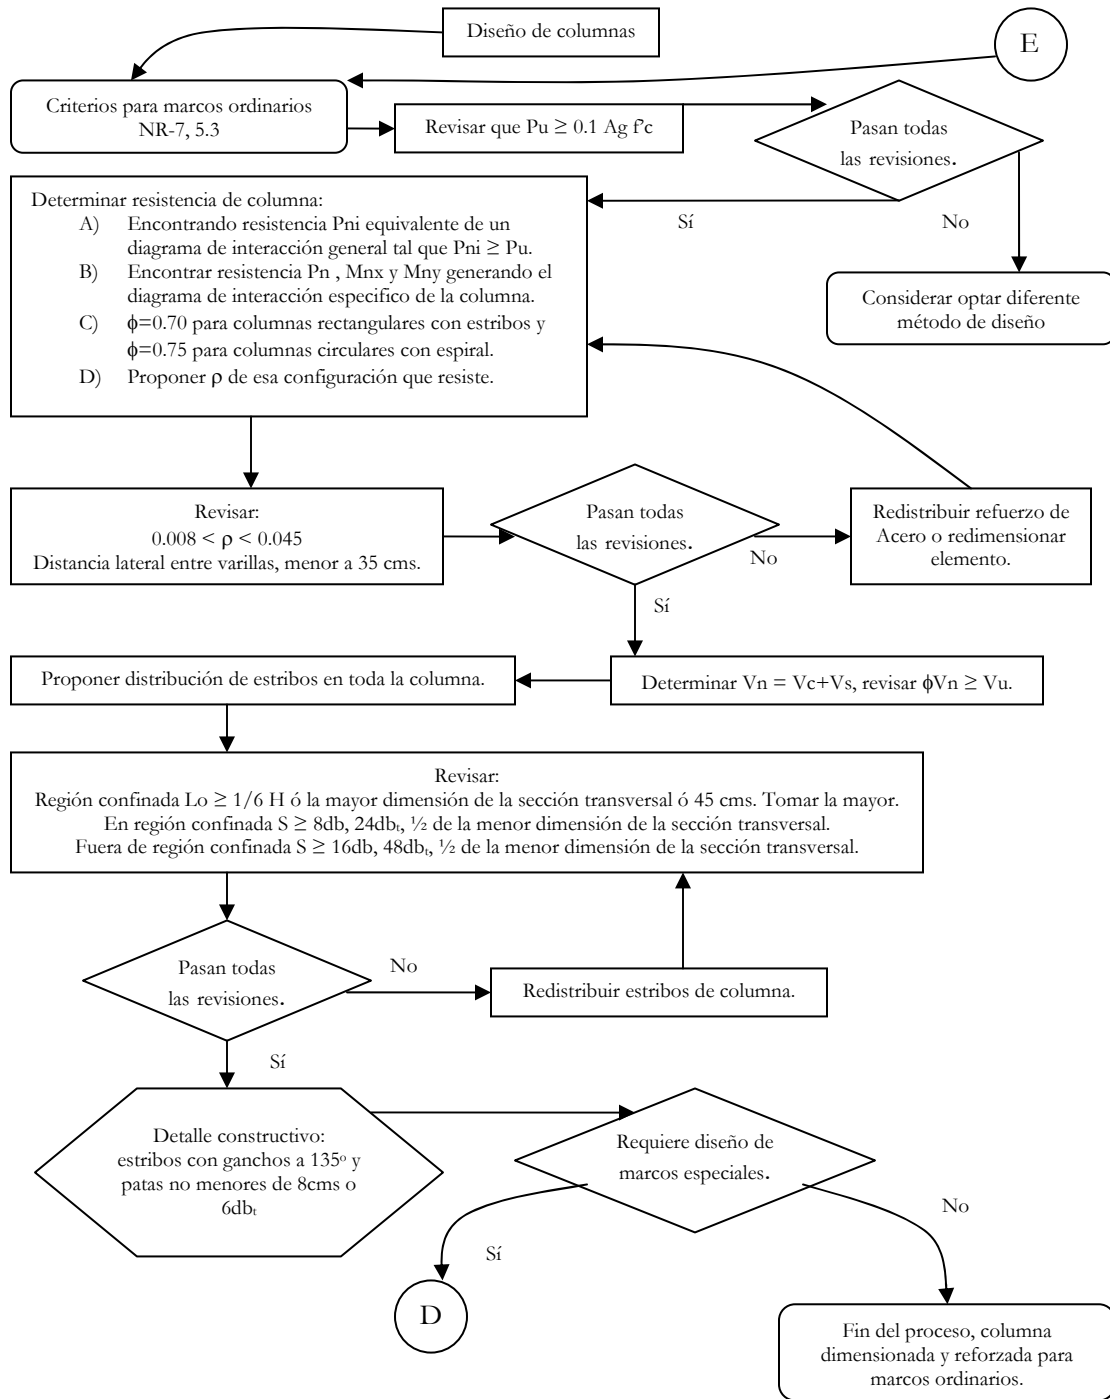 Diseño de columnas
E
Criterios para marcos ordinarios
NR-7, 5.3
Revisar que Pu ≥ 0.1 Ag f'c
Pasan todas
las revisiones.
Sí
No
Determinar resistencia de columna:
A) Encontrando resistencia Pni equivalente de un
diagrama de interacción general tal que Pni ≥ Pu.
B) Encontrar resistencia Pn , Mnx y Mny generando el
diagrama de interacción especifico de la columna.
C) ϕ=0.70 para columnas rectangulares con estribos y
ϕ=0.75 para columnas circulares con espiral.
D) Proponer ρ de esa configuración que resiste.
Considerar optar diferente
método de diseño
Revisar:
0.008 < ρ < 0.045
Distancia lateral entre varillas, menor a 35 cms.
Pasan todas
las revisiones.
No
Sí
Redistribuir refuerzo de
Acero o redimensionar
elemento.
Proponer distribución de estribos en toda la columna.
Determinar Vn = Vc+Vs, revisar ϕVn ≥ Vu.
Revisar:
Región confinada Lo ≥ 1/6 H ó la mayor dimensión de la sección transversal ó 45 cms. Tomar la mayor.
En región confinada S ≥ 8db, 24dbₜ, ½ de la menor dimensión de la sección transversal.
Fuera de región confinada S ≥ 16db, 48dbₜ, ½ de la menor dimensión de la sección transversal.
Pasan todas
las revisiones.
No
Redistribuir estribos de columna.
Sí
Detalle constructivo:
estribos con ganchos a 135º y
patas no menores de 8cms o
6dbₜ
Requiere diseño de
marcos especiales.
No
Sí
D
Fin del proceso, columna
dimensionada y reforzada para
marcos ordinarios.